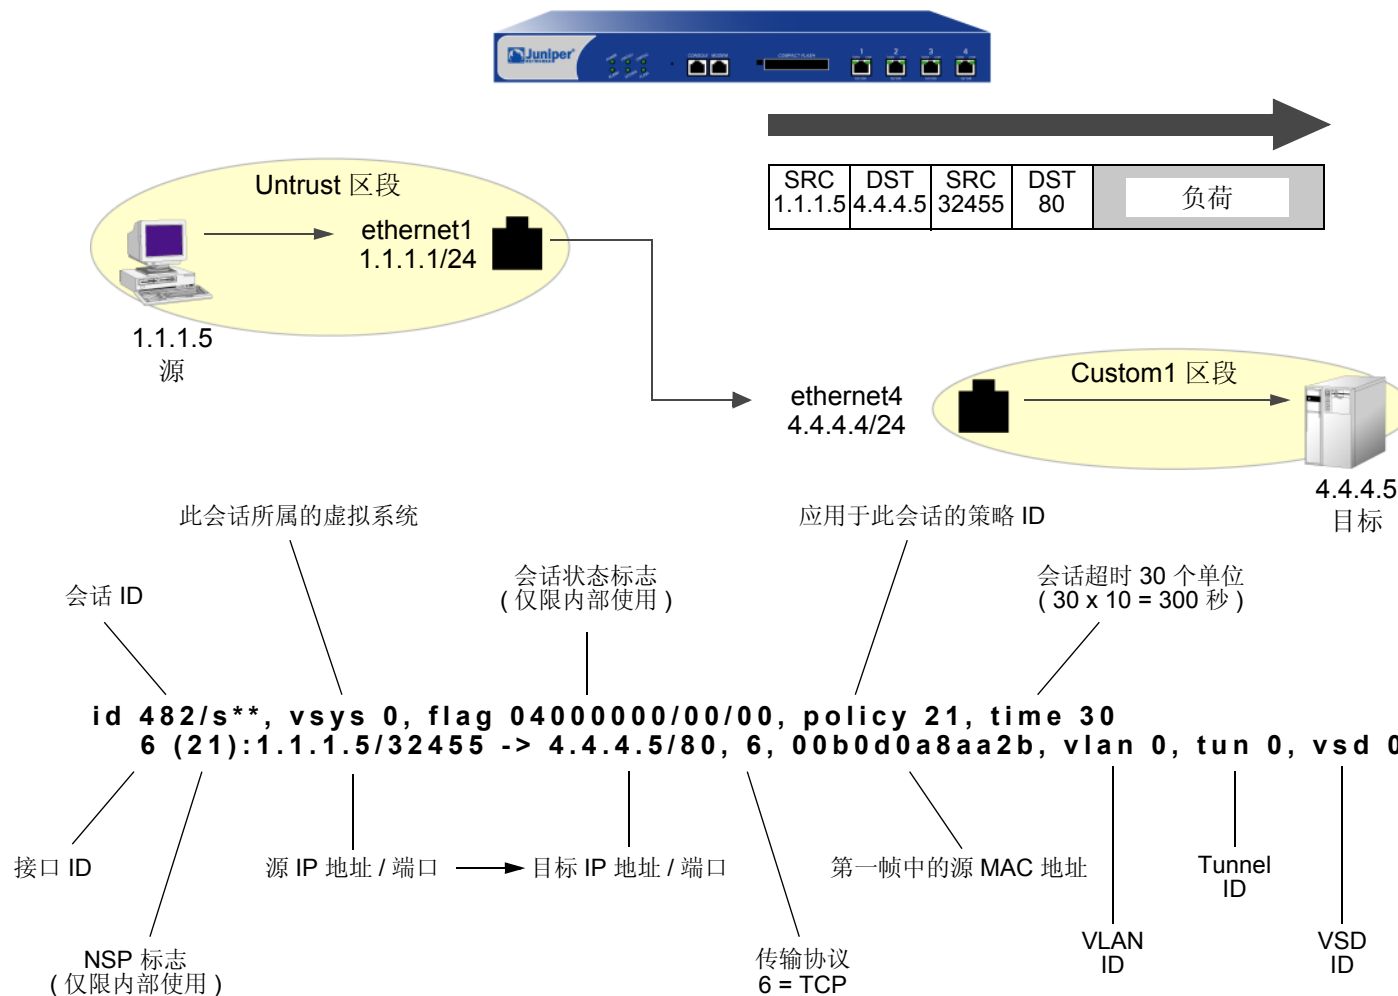 Juniper
NETWORKS
CONSOLE MODEM
COMPACT FLASH
1 2 3 4
SRC DST SRC DST
1.1.1.5 4.4.4.5 32455 80
负荷
Untrust 区段
ethernet1
1.1.1.1/24
1.1.1.5
源
Custom1 区段
ethernet4
4.4.4.4/24
4.4.4.5
目标
此会话所属的虚拟系统
应用于此会话的策略 ID
会话 ID
会话状态标志
( 仅限内部使用 )
会话超时 30 个单位
( 30 x 10 = 300 秒 )
id 482/s**, vsys 0, flag 04000000/00/00, policy 21, time 30
6 (21):1.1.1.5/32455 -> 4.4.4.5/80, 6, 00b0d0a8aa2b, vlan 0, tun 0, vsd 0
接口 ID
源 IP 地址 / 端口
目标 IP 地址 / 端口
第一帧中的源 MAC 地址
Tunnel
ID
NSP 标志
( 仅限内部使用 )
传输协议
6 = TCP
VLAN
ID
VSD
ID